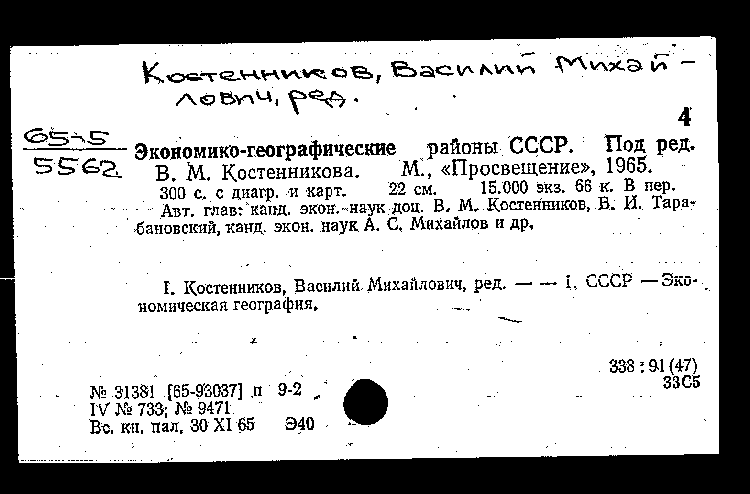 Костенников, Василий Михай-
лович, ред.
4
65-5
5562
Экономико-географические районы СССР. Под ред.
В. М. Костенникова. М., «Просвещение», 1965.
300 с. с диагр. и карт. 22 см. 15.000 экз. 66 к. В пер.
Авт. глав: канд. экон. наук доц. В. М. Костенников, В. И. Тара-
бановский, канд. экон. наук А. С. Михайлов и др.
I. Костенников, Василий Михайлович, ред. — — 1. СССР — Эко-
номическая география.
338 : 91 (47)
33С5
№ 31381 [65-93037] п 9-2
IV № 733; № 9471
Вс. кн. пал. 30 XI 65 Э40